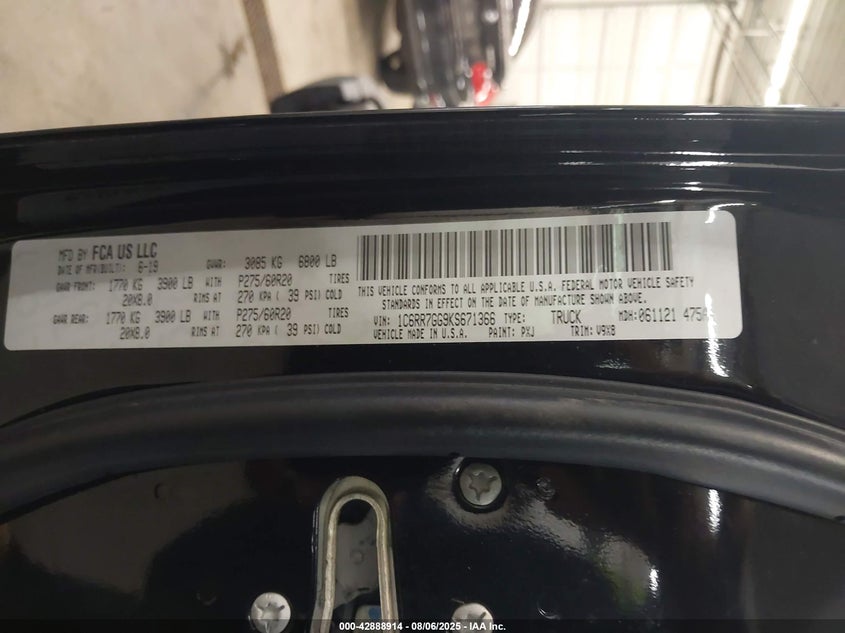 MFD BY FCA US LLC
DATE OF MFR(BUILT): 6-19 GVWR: 3085 KG 6800 LB
GAWR-FRONT: 1770 KG 3900 LB WITH P275/60R20 TIRES
20X8.0 RIMS AT 270 KPA ( 39 PSI) COLD
GAWR REAR: 1770 KG 3900 LB WITH P275/60R20 TIRES
20X8.0 RIMS AT 270 KPA ( 39 PSI) COLD
THIS VEHICLE CONFORMS TO ALL APPLICABLE U.S.A. FEDERAL MOTOR VEHICLE SAFETY
STANDARDS IN EFFECT ON THE DATE OF MANUFACTURE SHOWN ABOVE.
VIN: 1C6RR7GG9KS671366 TYPE: TRUCK MDH: 061121
VEHICLE MADE IN U.S.A. PAINT: PXJ TRIM: V9X8
000-42888914 - 08/06/2025 - IAA Inc.